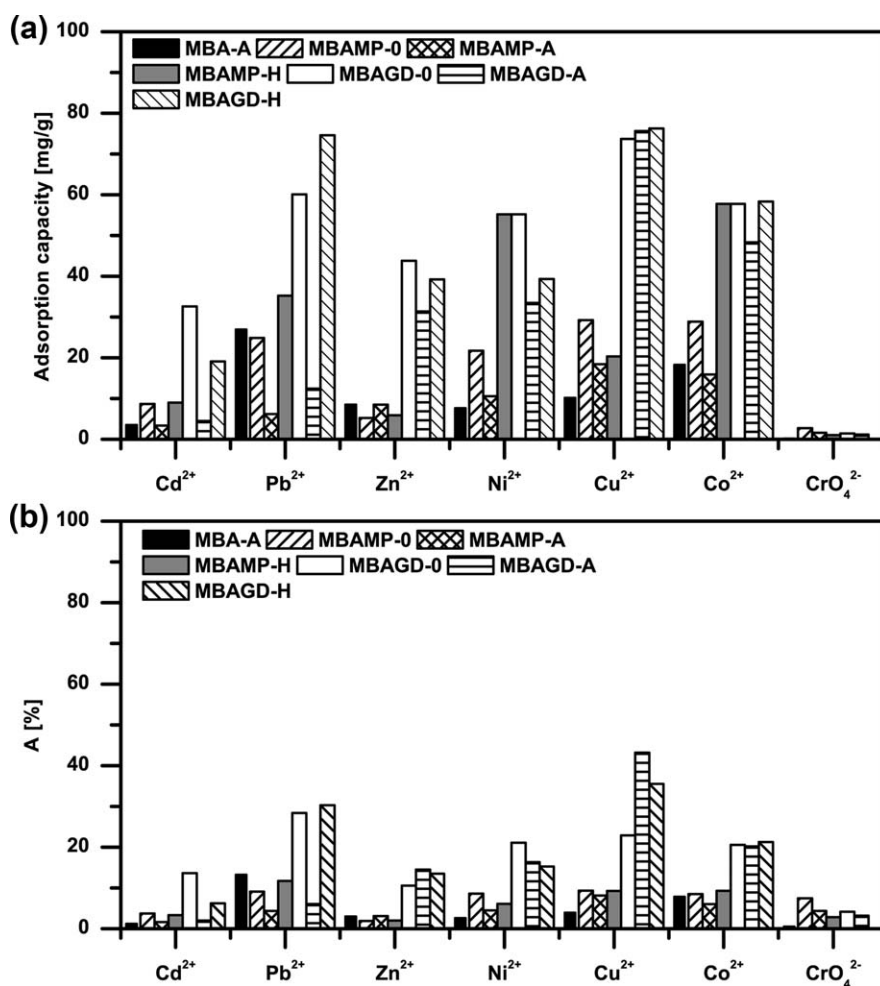 (a)
100
80
60
40
20
0
Adsorption capacity [mg/g]
MBA-A MBAMP-0 MBAMP-A
MBAMP-H MBAGD-0 MBAGD-A
MBAGD-H
Cd²⁺ Pb²⁺ Zn²⁺ Ni²⁺ Cu²⁺ Co²⁺ CrO₄²⁻
(b)
100
80
60
40
20
0
A [%]
MBA-A MBAMP-0 MBAMP-A
MBAMP-H MBAGD-0 MBAGD-A
MBAGD-H
Cd²⁺ Pb²⁺ Zn²⁺ Ni²⁺ Cu²⁺ Co²⁺ CrO₄²⁻